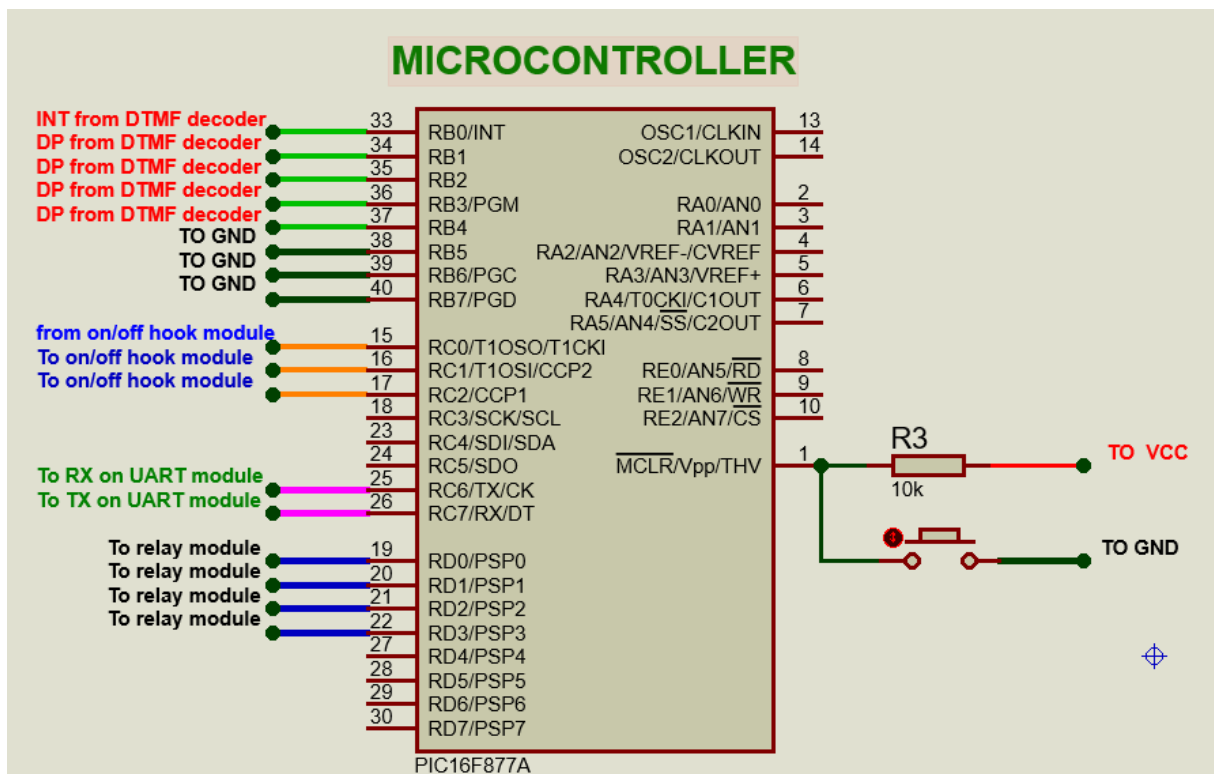 MICROCONTROLLER
INT from DTMF decoder
33
RB0/INT
DP from DTMF decoder
34
RB1
DP from DTMF decoder
35
RB2
DP from DTMF decoder
36
RB3/PGM
DP from DTMF decoder
37
RB4
TO GND
38
RB5
TO GND
39
RB6/PGC
TO GND
40
RB7/PGD
from on/off hook module
15
RC0/T1OSO/T1CKI
To on/off hook module
16
RC1/T1OSI/CCP2
To on/off hook module
17
RC2/CCP1
18
RC3/SCK/SCL
23
RC4/SDI/SDA
24
RC5/SDO
To RX on UART module
25
RC6/TX/CK
To TX on UART module
26
RC7/RX/DT
To relay module
19
RD0/PSP0
To relay module
20
RD1/PSP1
To relay module
21
RD2/PSP2
To relay module
22
RD3/PSP3
27
RD4/PSP4
28
RD5/PSP5
29
RD6/PSP6
30
RD7/PSP7
OSC1/CLKIN
13
OSC2/CLKOUT
14
RA0/AN0
2
RA1/AN1
3
RA2/AN2/VREF-/CVREF
4
RA3/AN3/VREF+
5
RA4/T0CKI/C1OUT
6
RA5/AN4/SS/C2OUT
7
RE0/AN5/RD
8
RE1/AN6/WR
9
RE2/AN7/CS
10
MCLR/Vpp/THV
1
R3
10k
TO VCC
TO GND
PIC16F877A